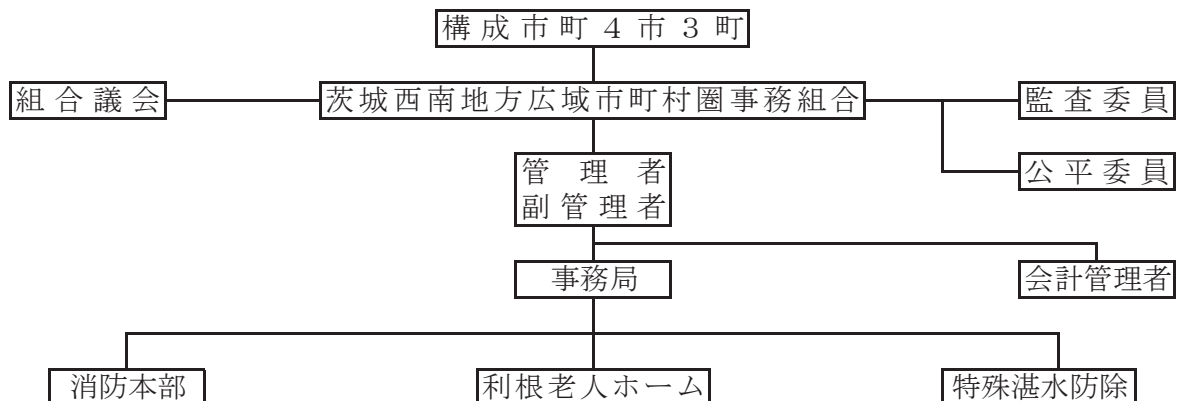 構成市町４市３町
組合議会
茨城西南地方広域市町村圏事務組合
監査委員
公平委員
管理者
副管理者
事務局
会計管理者
消防本部
利根老人ホーム
特殊湛水防除